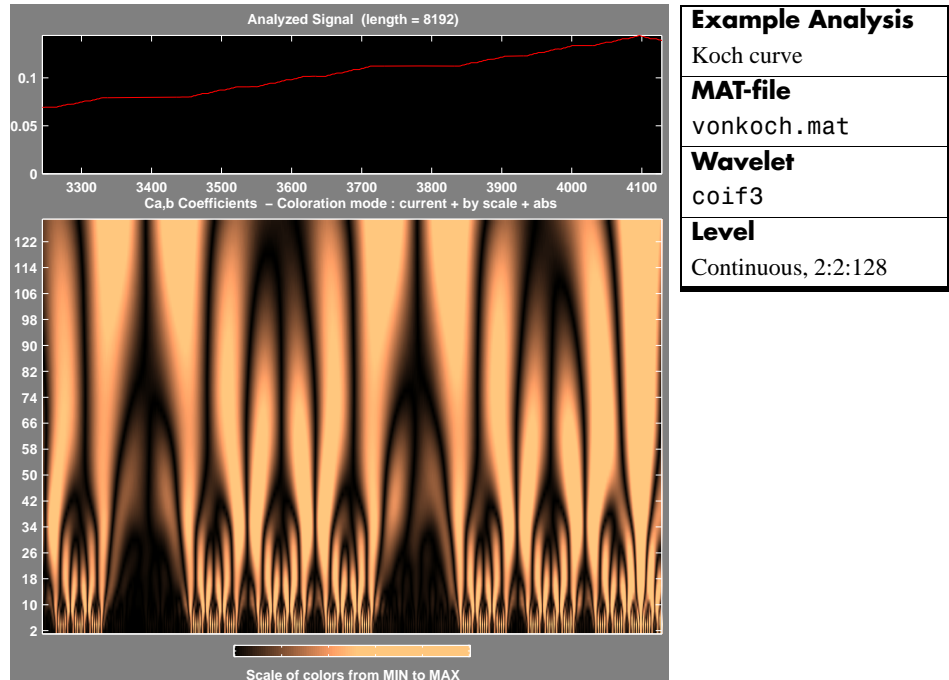 Analyzed Signal (length = 8192)
0.1
0.05
0
3300 3400 3500 3600 3700 3800 3900 4000 4100
Ca,b Coefficients − Coloration mode : current + by scale + abs
122
114
106
98
90
82
74
66
58
50
42
34
26
18
10
2
Scale of colors from MIN to MAX
Example Analysis
Koch curve
MAT-file
vonkoch.mat
Wavelet
coif3
Level
Continuous, 2:2:128